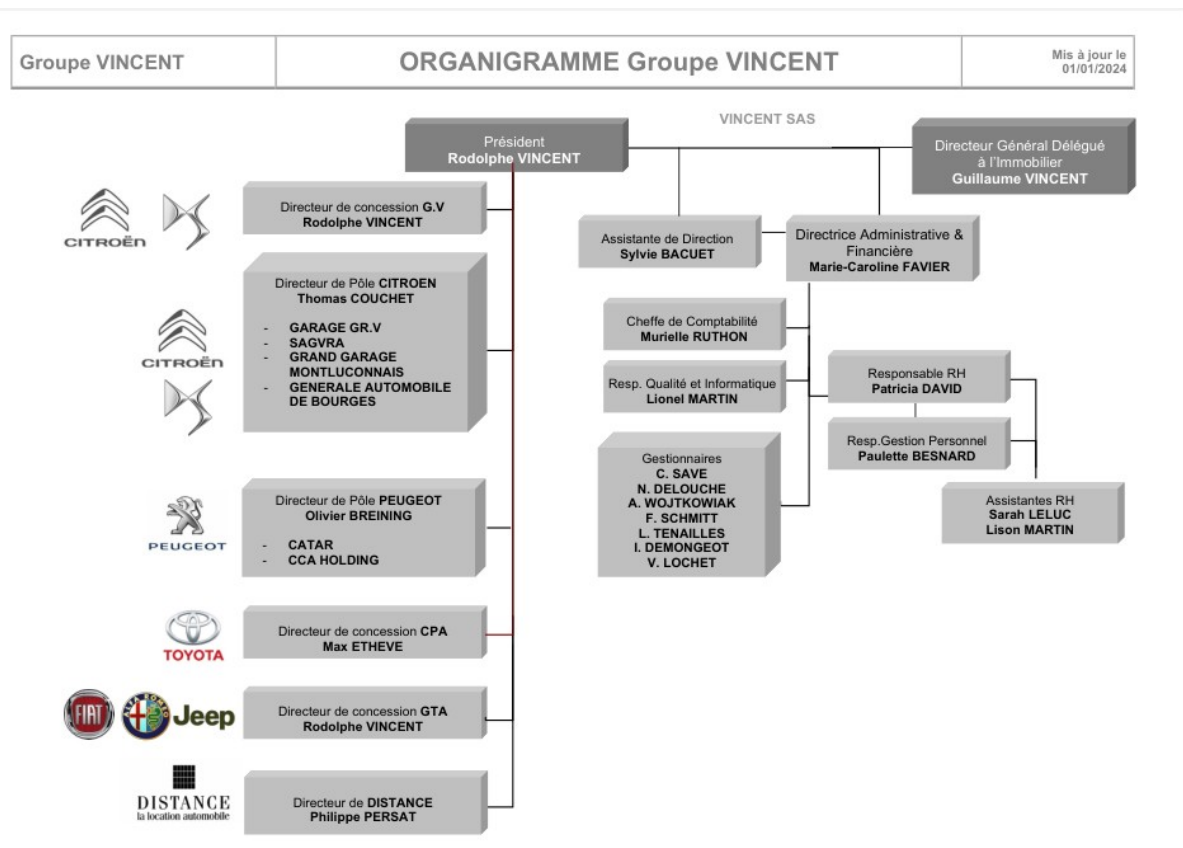 Groupe VINCENT
ORGANIGRAMME Groupe VINCENT
Mis à jour le
01/01/2024
VINCENT SAS
Président
Rodolphe VINCENT
Directeur Général Délégué
à l'Immobilier
Guillaume VINCENT
CITROËN
DS
Directeur de concession G.V
Rodolphe VINCENT
Assistante de Direction
Sylvie BACUET
Directrice Administrative &
Financière
Marie-Caroline FAVIER
CITROËN
DS
Directeur de Pôle CITROEN
Thomas COUCHET
- GARAGE GR.V
- SAGVRA
- GRAND GARAGE
MONTLUCONNAIS
- GENERALE AUTOMOBILE
DE BOURGES
Cheffe de Comptabilité
Murielle RUTHON
Resp. Qualité et Informatique
Lionel MARTIN
Responsable RH
Patricia DAVID
Resp.Gestion Personnel
Paulette BESNARD
Gestionnaires
C. SAVE
N. DELOUCHE
A. WOJTKOWIAK
F. SCHMITT
L. TENAILLES
I. DEMONGEOT
V. LOCHET
Assistantes RH
Sarah LELUC
Lison MARTIN
PEUGEOT
Directeur de Pôle PEUGEOT
Olivier BREINING
- CATAR
- CCA HOLDING
TOYOTA
Directeur de concession CPA
Max ETHEVE
FIAT
ALFA ROMEO
Jeep
Directeur de concession GTA
Rodolphe VINCENT
DISTANCE
la location automobile
Directeur de DISTANCE
Philippe PERSAT